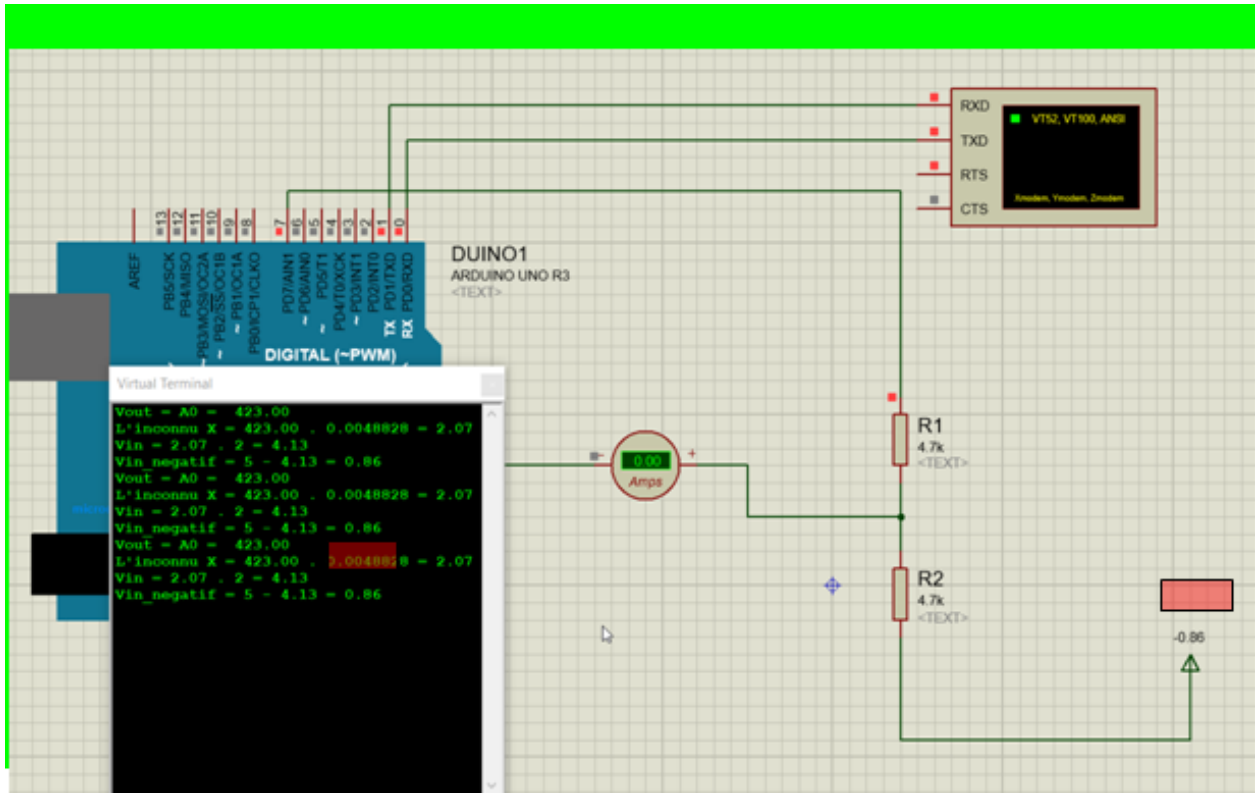 RXD
VT52, VT100, ANSI
TXD
RTS
Xmodem, Ymodem, Zmodem
CTS
13
12
11
10
9
8
7
6
5
4
3
2
1
0
AREF
PB5/SCK
PB4/MISO
~ PB3/MOSI/OC2A
~ PB2/SS/OC1B
~ PB1/OC1A
PB0/ICP1/CLKO
PD7/AIN1
~ PD6/AIN0
~ PD5/T1
PD4/T0/XCK
~ PD3/INT1
PD2/INT0
TX PD1/TXD
RX PD0/RXD
DIGITAL (~PWM)
DUINO1
ARDUINO UNO R3
<TEXT>
Virtual Terminal
Vout = A0 = 423.00
L'inconnu X = 423.00 . 0.0048828 = 2.07
Vin = 2.07 . 2 = 4.13
Vin_negatif = 5 - 4.13 = 0.86
Vout = A0 = 423.00
L'inconnu X = 423.00 . 0.0048828 = 2.07
Vin = 2.07 . 2 = 4.13
Vin_negatif = 5 - 4.13 = 0.86
Vout = A0 = 423.00
L'inconnu X = 423.00 . 0.0048828 = 2.07
Vin = 2.07 . 2 = 4.13
Vin_negatif = 5 - 4.13 = 0.86
- +
0.00
Amps
R1
4.7k
<TEXT>
R2
4.7k
<TEXT>
-0.86